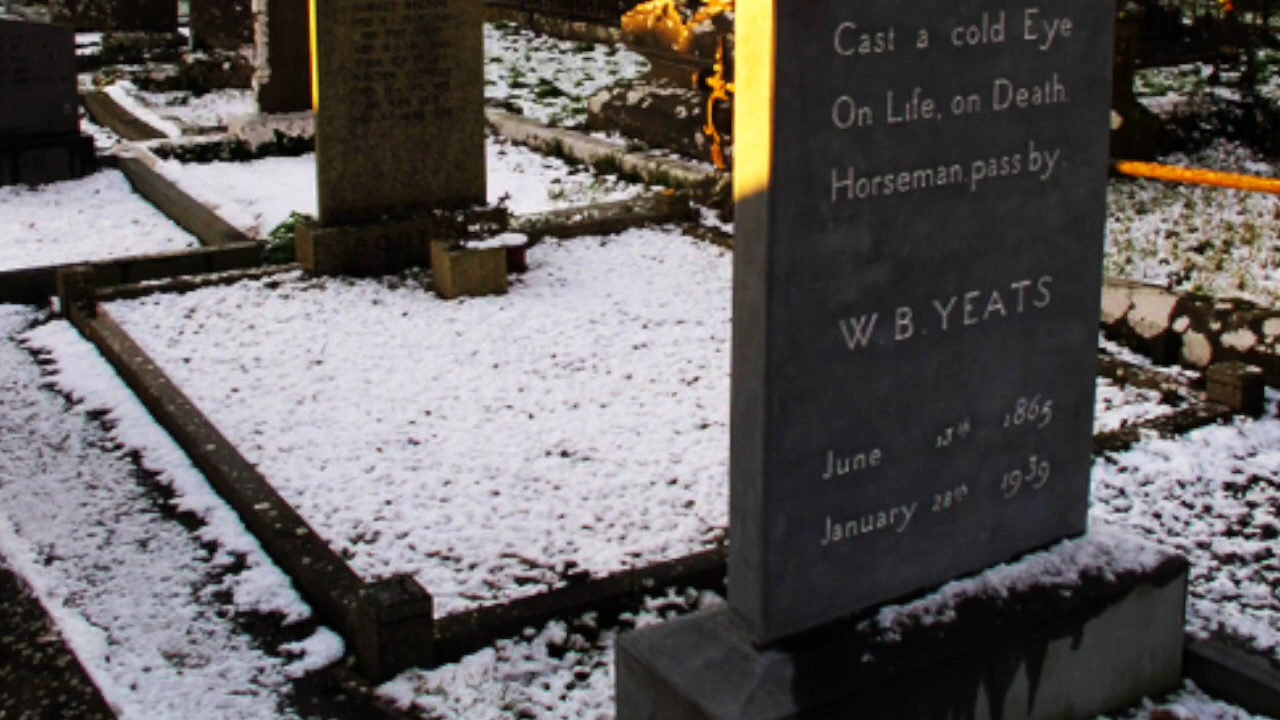 Cast a cold Eye
On Life, on Death.
Horseman, pass by.
W. B. YEATS
June 13th 1865
January 28th 1939